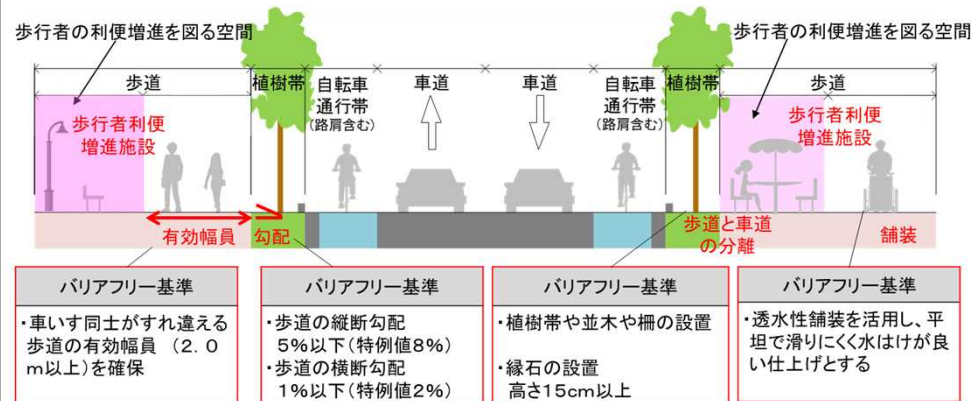 歩行者の利便増進を図る空間
歩行者の利便増進を図る空間
歩道
植樹帯
自転車
通行帯
(路肩含む)
車道
車道
自転車
通行帯
(路肩含む)
植樹帯
歩道
歩行者利便
増進施設
歩行者利便
増進施設
有効幅員
勾配
歩道と車道
の分離
舗装
バリアフリー基準
・車いす同士がすれ違える
歩道の有効幅員 (2.0
m以上)を確保
バリアフリー基準
・歩道の縦断勾配
5%以下(特例値8%)
・歩道の横断勾配
1%以下(特例値2%)
バリアフリー基準
・植樹帯や並木や柵の設置
・縁石の設置
高さ15cm以上
バリアフリー基準
・透水性舗装を活用し、平
坦で滑りにくく水はけが良
い仕上げとする